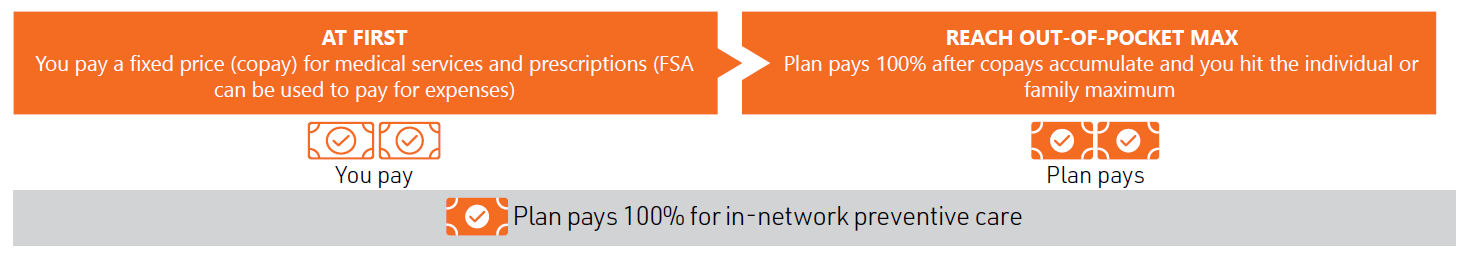 AT FIRST
You pay a fixed price (copay) for medical services and prescriptions (FSA
can be used to pay for expenses)
REACH OUT-OF-POCKET MAX
Plan pays 100% after copays accumulate and you hit the individual or
family maximum
You pay
Plan pays
Plan pays 100% for in-network preventive care